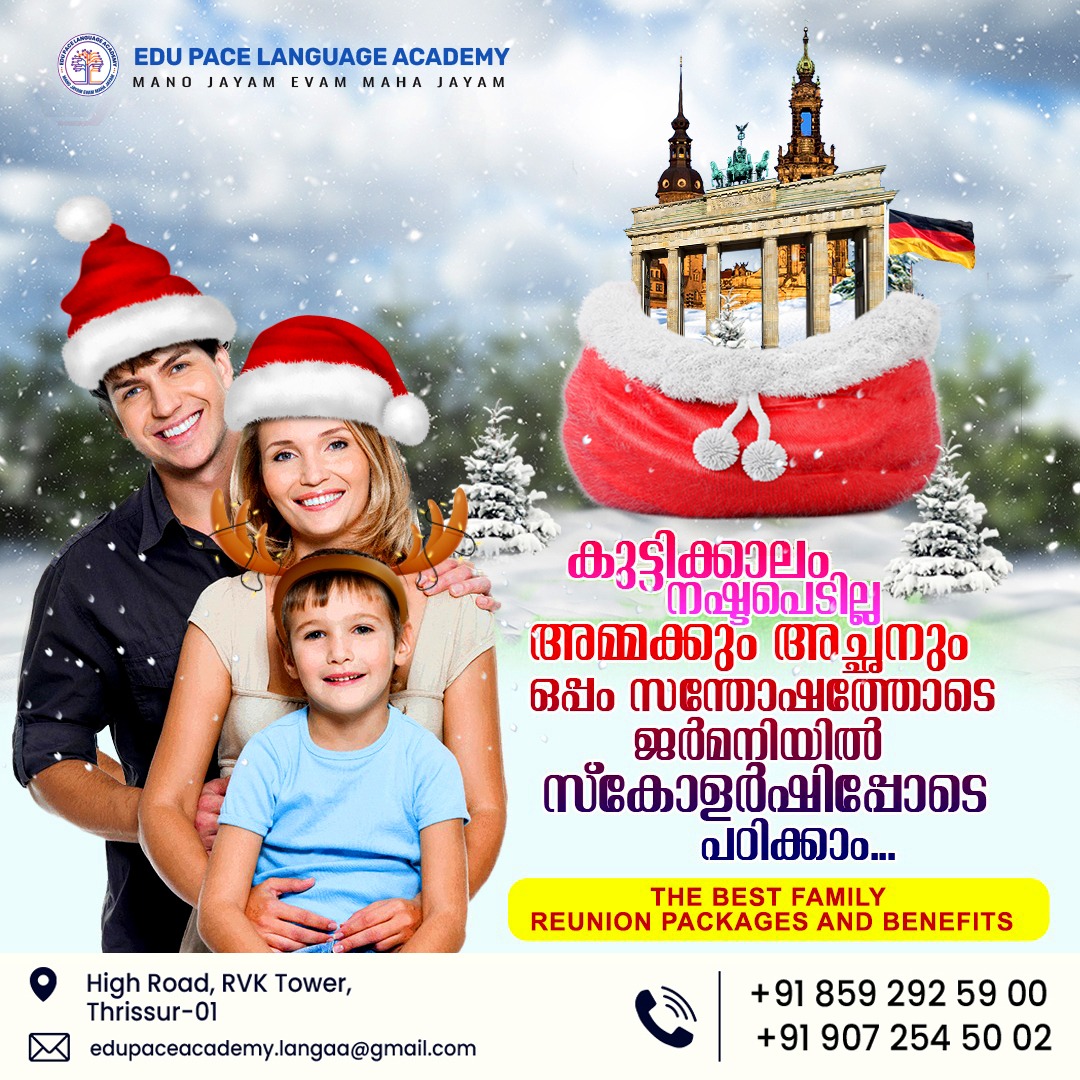 EDU PACE LANGUAGE ACADEMY
MANO JAYAM EVAM MAHA JAYAM
കുട്ടിക്കാലം
നഷ്ടപെടില്ല
അമ്മക്കും അച്ഛനും
ഒപ്പം സന്തോഷത്തോടെ
ജർമനിയിൽ
സ്കോളർഷിപ്പോടെ
പഠിക്കാം...
THE BEST FAMILY
REUNION PACKAGES AND BENEFITS
High Road, RVK Tower,
Thrissur-01
edupaceacademy.langaa@gmail.com
+91 859 292 59 00
+91 907 254 50 02